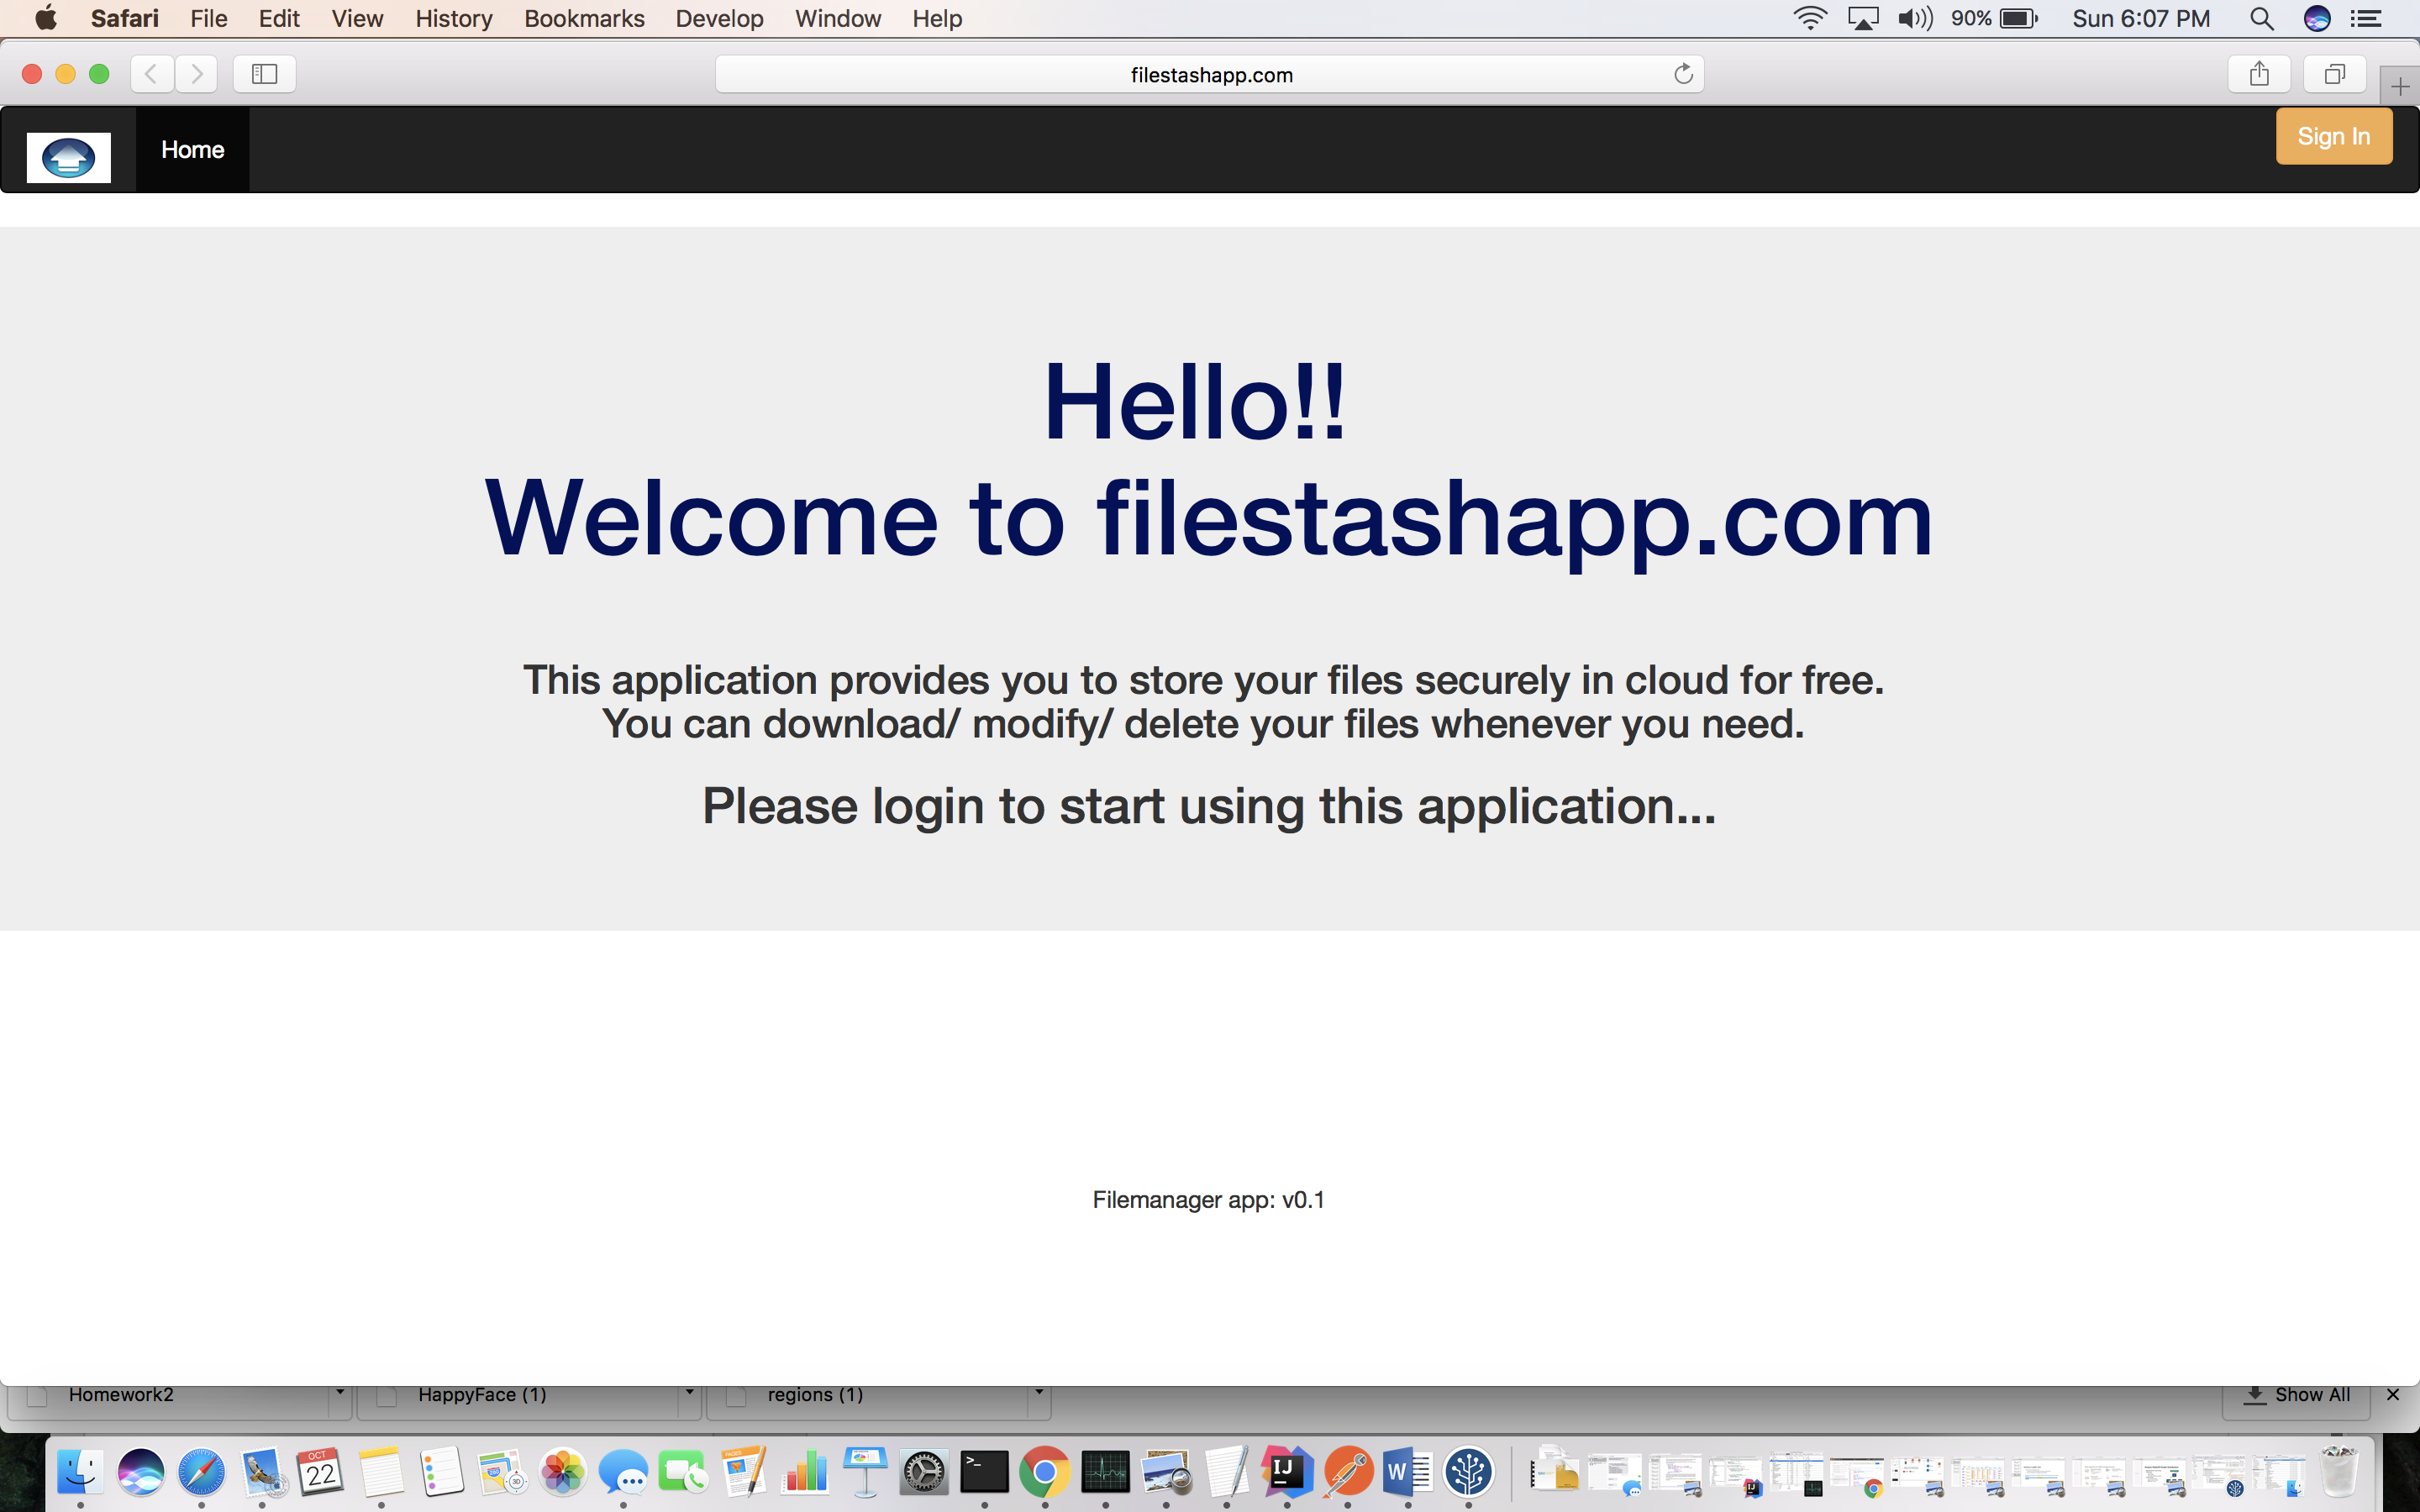 Safari File Edit View History Bookmarks Develop Window Help 90% Sun 6:07 PM
filestashapp.com
Home
Sign In
Hello!!
Welcome to filestashapp.com
This application provides you to store your files securely in cloud for free.
You can download/ modify/ delete your files whenever you need.
Please login to start using this application...
Filemanager app: v0.1
Homework2 HappyFace (1) regions (1) Show All
OCT
22
PAGES
IJ
W